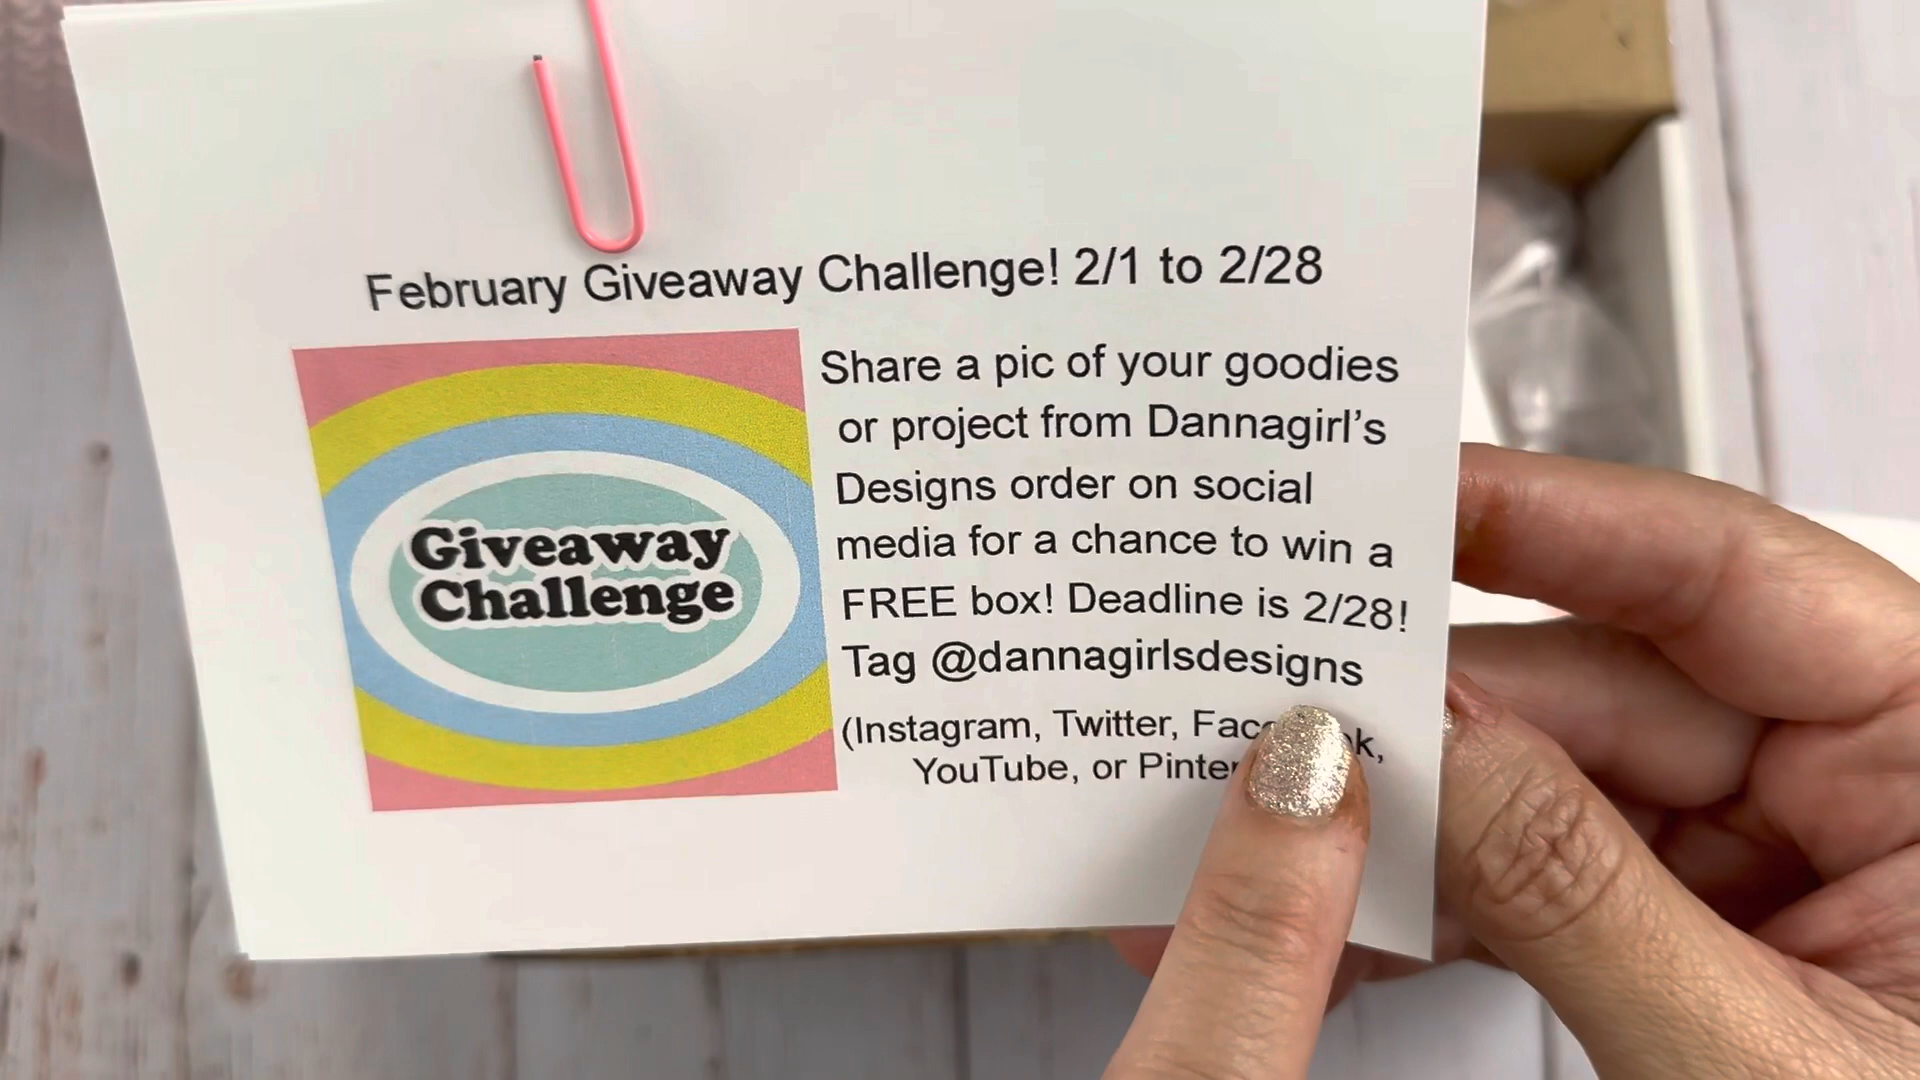 February Giveaway Challenge! 2/1 to 2/28
Giveaway
Challenge
Share a pic of your goodies
or project from Dannagirl's
Designs order on social
media for a chance to win a
FREE box! Deadline is 2/28!
Tag @dannagirlsdesigns
(Instagram, Twitter,
YouTube, or